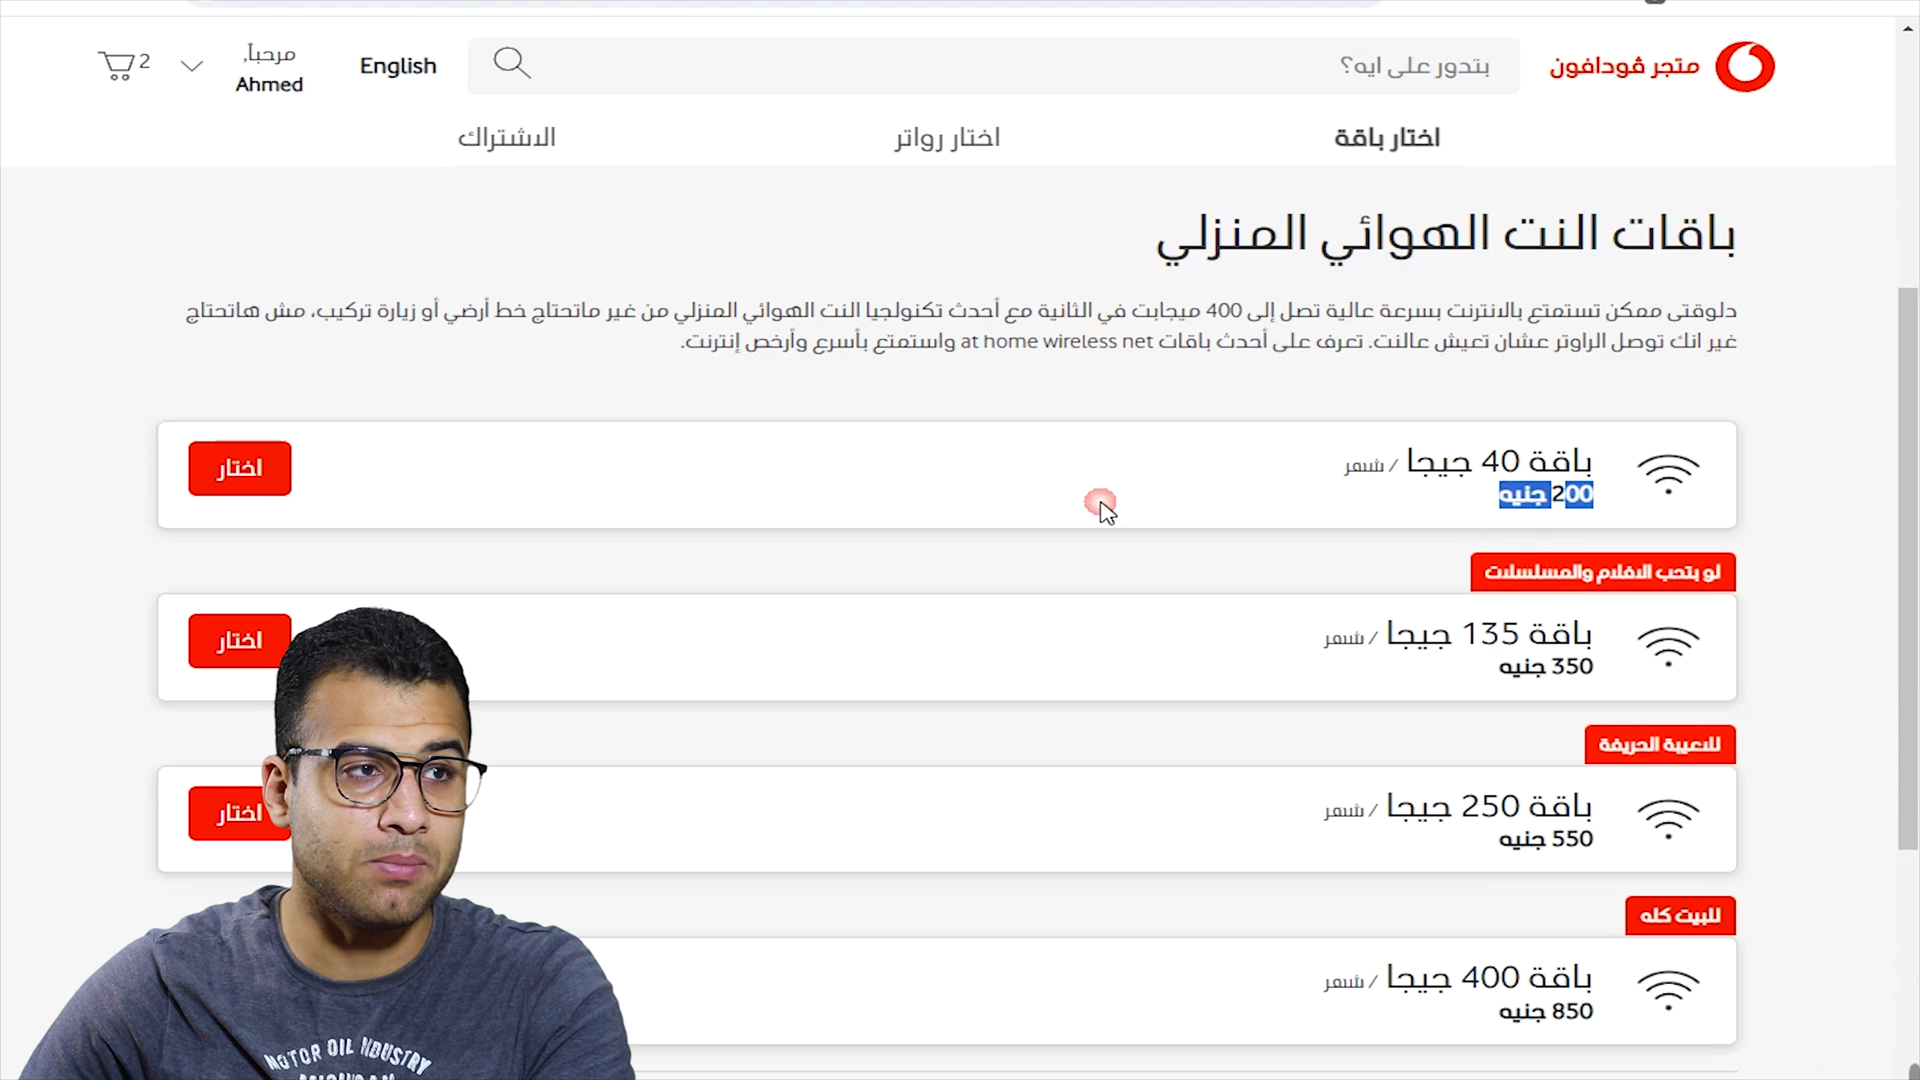 متجر ڤودافون
بتدور على ايه؟
English
مرحباً,
Ahmed
2
اختار باقة
اختار رواتر
الاشتراك
باقات النت الهوائي المنزلي
دلوقتى ممكن تستمتع بالانترنت بسرعة عالية تصل إلى 400 ميجابت في الثانية مع أحدث تكنولجيا النت الهوائي المنزلي من غير ماتحتاج خط أرضي أو زيارة تركيب، مش هاتحتاج
غير انك توصل الراوتر عشان تعيش عالنت. تعرف على أحدث باقات at home wireless net واستمتع بأسرع وأرخص إنترنت.
باقة 40 جيجا / شهر
200 جنيه
اختار
لو بتحب الافلام والمسلسلات
باقة 135 جيجا / شهر
350 جنيه
اختار
للعيبة الحريفة
باقة 250 جيجا / شهر
550 جنيه
اختار
للبيت كله
باقة 400 جيجا / شهر
850 جنيه
MOTOR OIL INDUSTRY
MICHIGAN